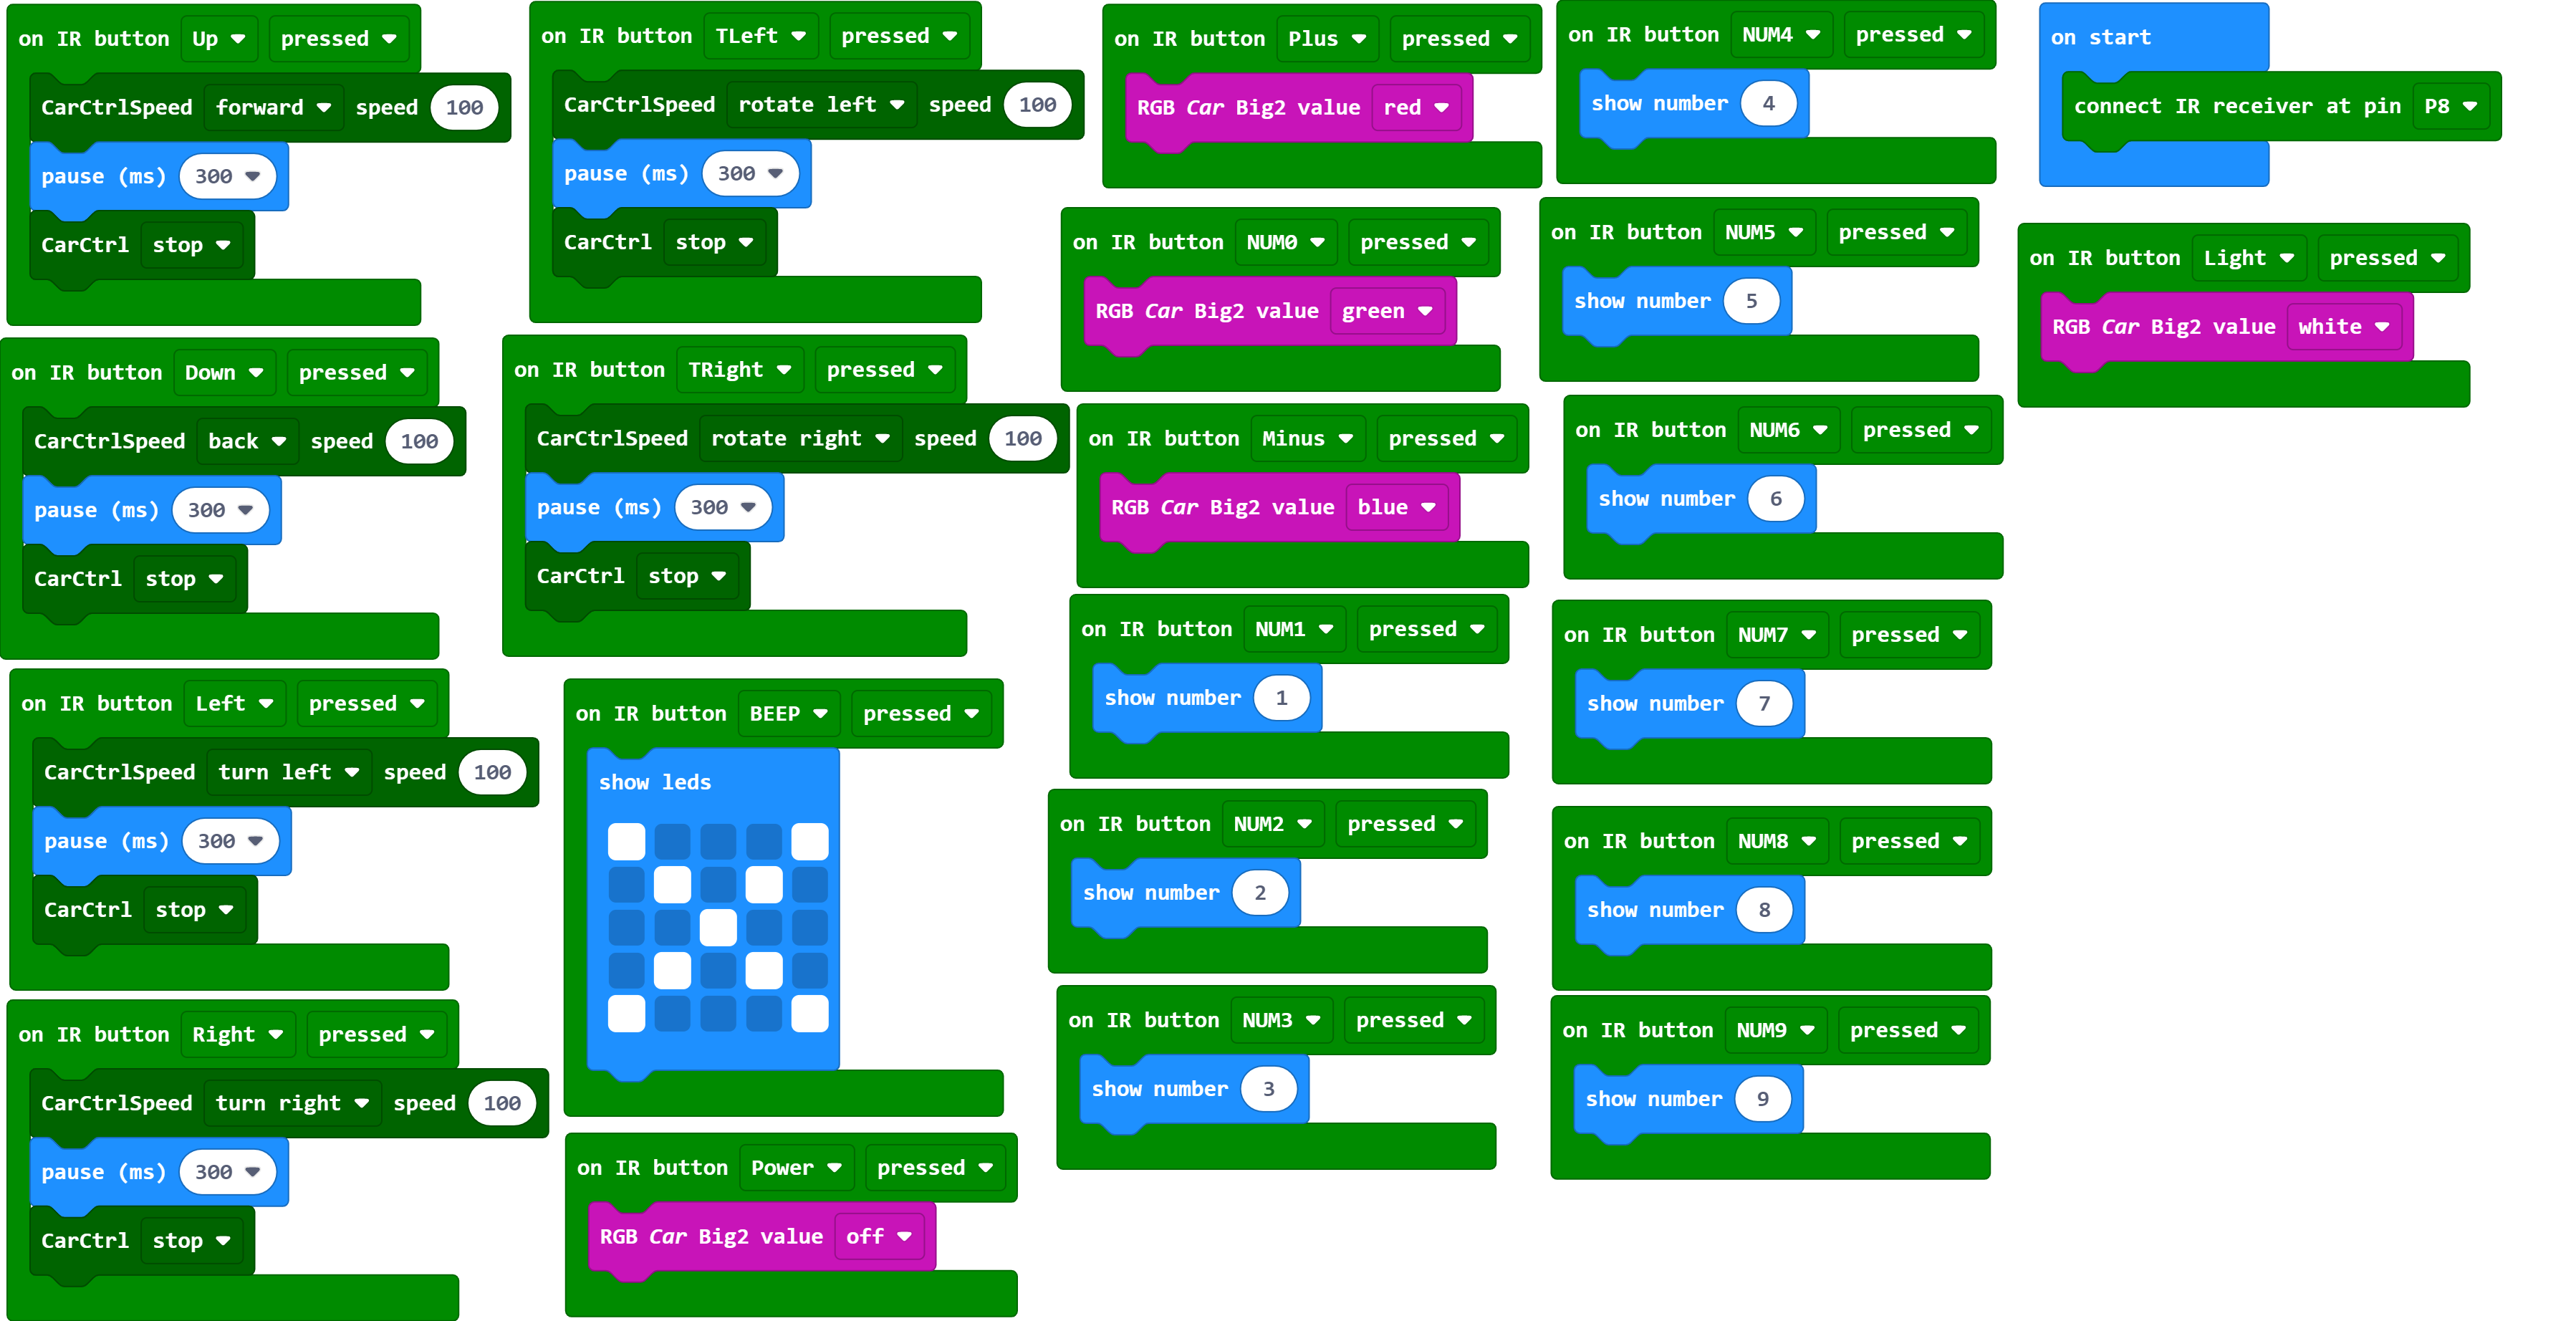 on IR button Up pressed
CarCtrlSpeed forward speed 100
pause (ms) 300
CarCtrl stop
on IR button Down pressed
CarCtrlSpeed back speed 100
pause (ms) 300
CarCtrl stop
on IR button Left pressed
CarCtrlSpeed turn left speed 100
pause (ms) 300
CarCtrl stop
on IR button Right pressed
CarCtrlSpeed turn right speed 100
pause (ms) 300
CarCtrl stop
on IR button TLeft pressed
CarCtrlSpeed rotate left speed 100
pause (ms) 300
CarCtrl stop
on IR button TRight pressed
CarCtrlSpeed rotate right speed 100
pause (ms) 300
CarCtrl stop
on IR button BEEP pressed
show leds
on IR button Power pressed
RGB Car Big2 value off
on IR button Plus pressed
RGB Car Big2 value red
on IR button NUM0 pressed
RGB Car Big2 value green
on IR button Minus pressed
RGB Car Big2 value blue
on IR button NUM1 pressed
show number 1
on IR button NUM2 pressed
show number 2
on IR button NUM3 pressed
show number 3
on IR button NUM4 pressed
show number 4
on IR button NUM5 pressed
show number 5
on IR button NUM6 pressed
show number 6
on IR button NUM7 pressed
show number 7
on IR button NUM8 pressed
show number 8
on IR button NUM9 pressed
show number 9
on start
connect IR receiver at pin P8
on IR button Light pressed
RGB Car Big2 value white